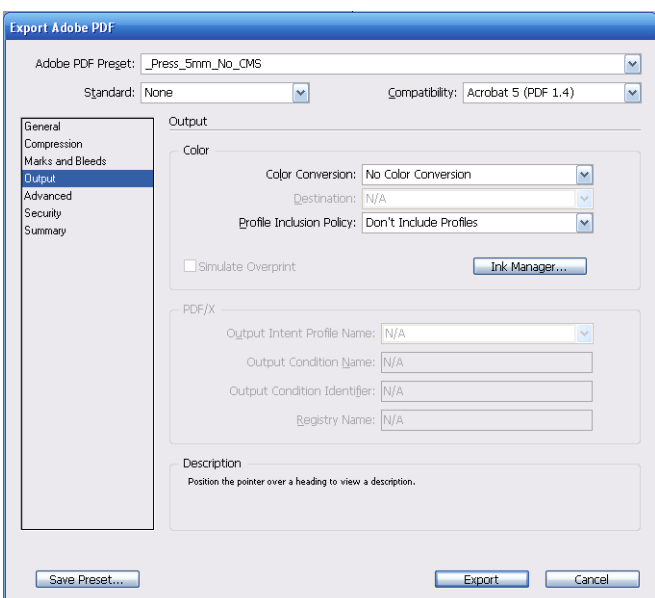 Export Adobe PDF
Adobe PDF Preset: _Press_5mm_No_CMS
Standard: None Compatibility: Acrobat 5 (PDF 1.4)
General
Compression
Marks and Bleeds
Output
Advanced
Security
Summary
Output
Color
Color Conversion: No Color Conversion
Destination: N/A
Profile Inclusion Policy: Don't Include Profiles
Simulate Overprint Ink Manager...
PDF/X
Output Intent Profile Name: N/A
Output Condition Name: N/A
Output Condition Identifier: N/A
Registry Name: N/A
Description
Position the pointer over a heading to view a description.
Save Preset... Export Cancel